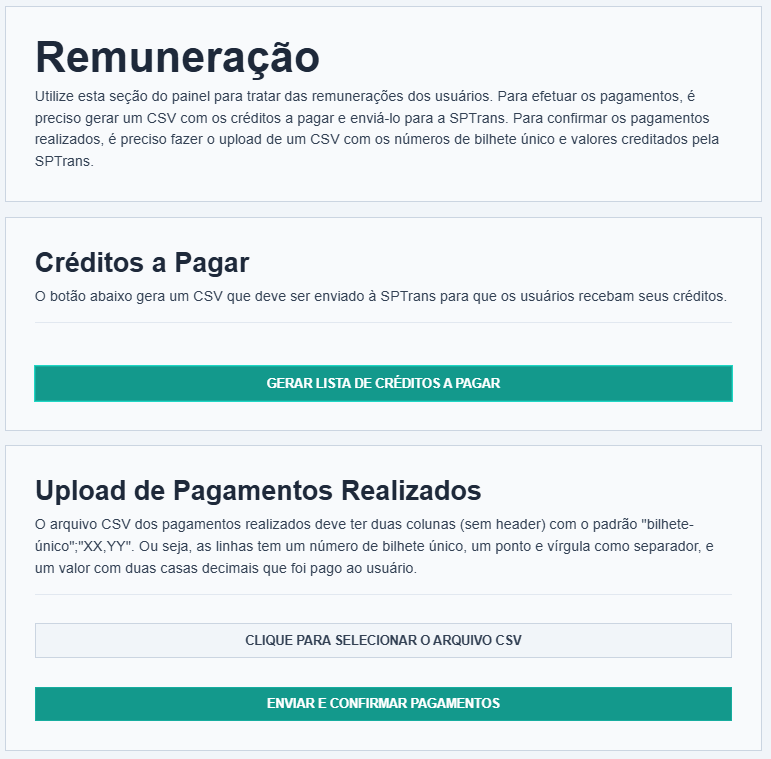 Remuneração
Utilize esta seção do painel para tratar das remunerações dos usuários. Para efetuar os pagamentos, é
preciso gerar um CSV com os créditos a pagar e enviá-lo para a SPTrans. Para confirmar os pagamentos
realizados, é preciso fazer o upload de um CSV com os números de bilhete único e valores creditados pela
SPTrans.
Créditos a Pagar
O botão abaixo gera um CSV que deve ser enviado à SPTrans para que os usuários recebam seus créditos.
GERAR LISTA DE CRÉDITOS A PAGAR
Upload de Pagamentos Realizados
O arquivo CSV dos pagamentos realizados deve ter duas colunas (sem header) com o padrão "bilhete-
único";"XX,YY". Ou seja, as linhas tem um número de bilhete único, um ponto e vírgula como separador, e
um valor com duas casas decimais que foi pago ao usuário.
CLIQUE PARA SELECIONAR O ARQUIVO CSV
ENVIAR E CONFIRMAR PAGAMENTOS